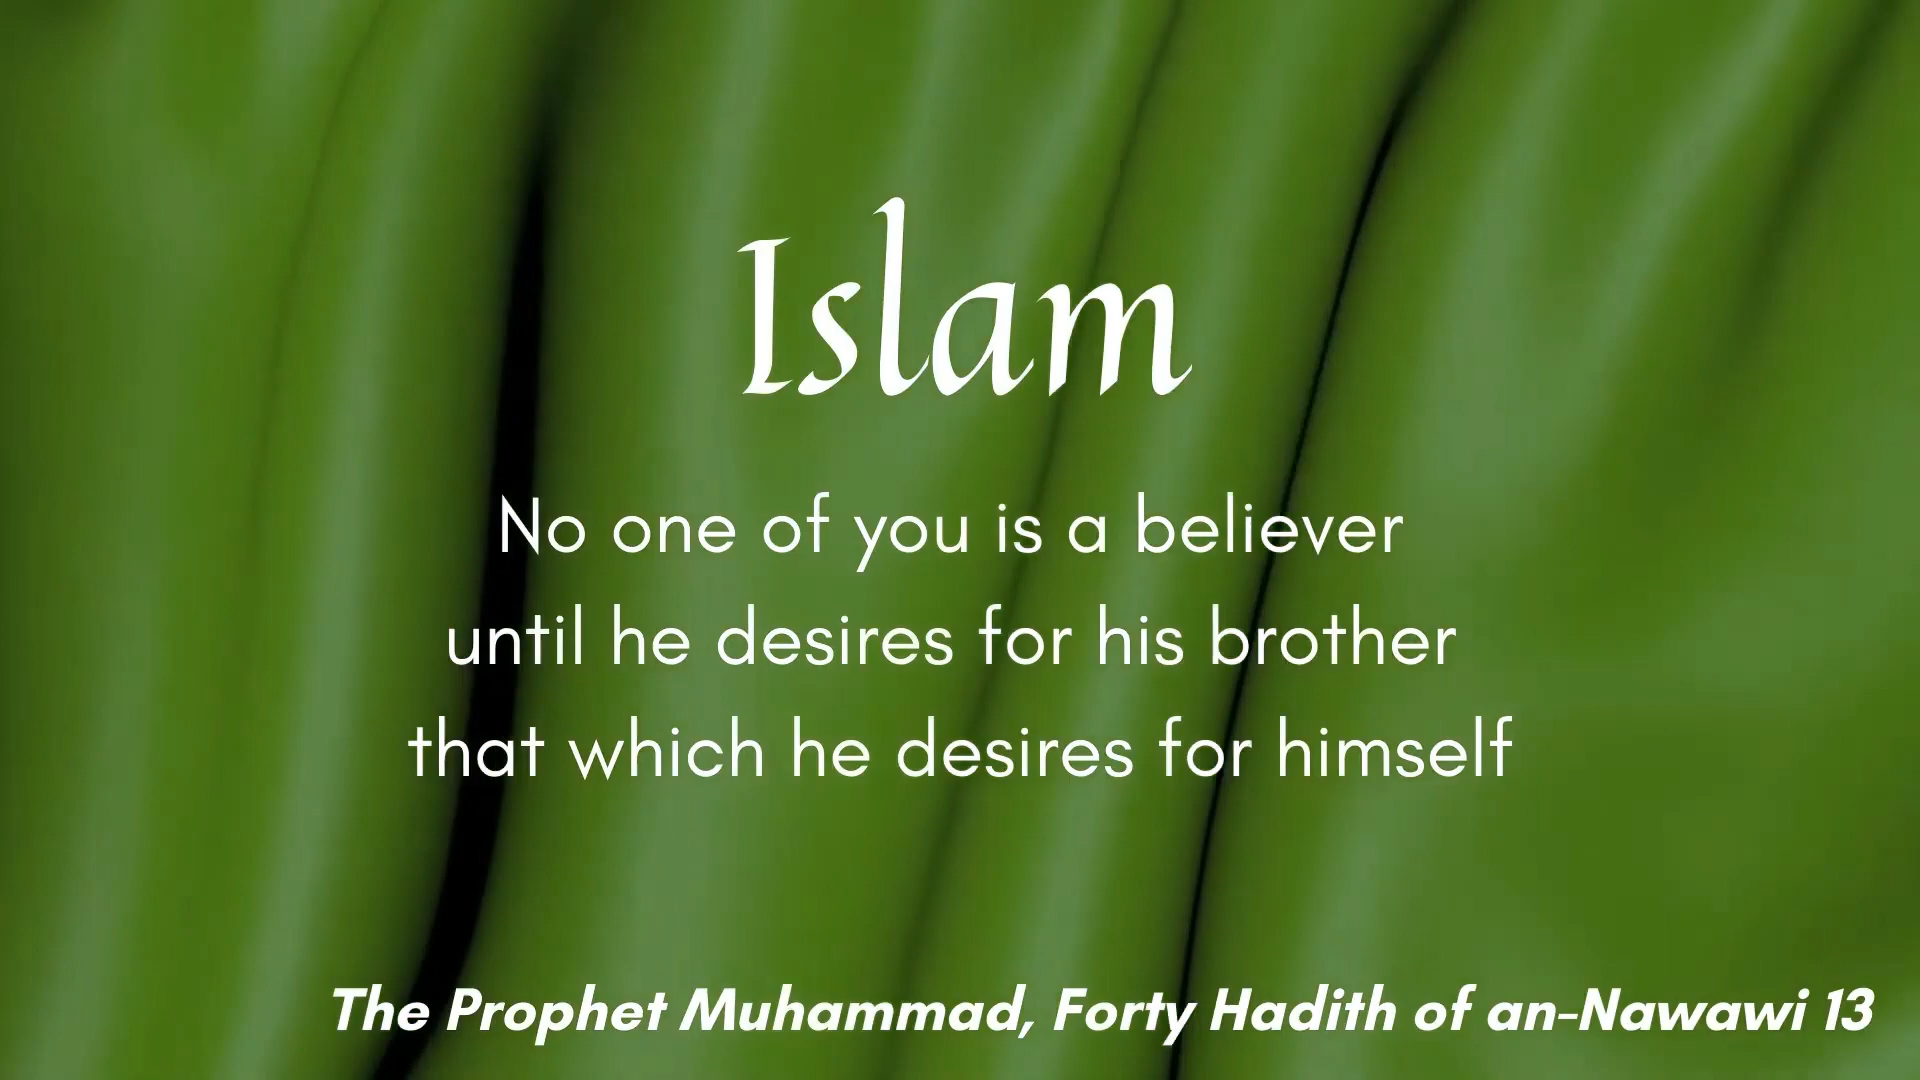 Islam
No one of you is a believer
until he desires for his brother
that which he desires for himself
The Prophet Muhammad, Forty Hadith of an-Nawawi 13